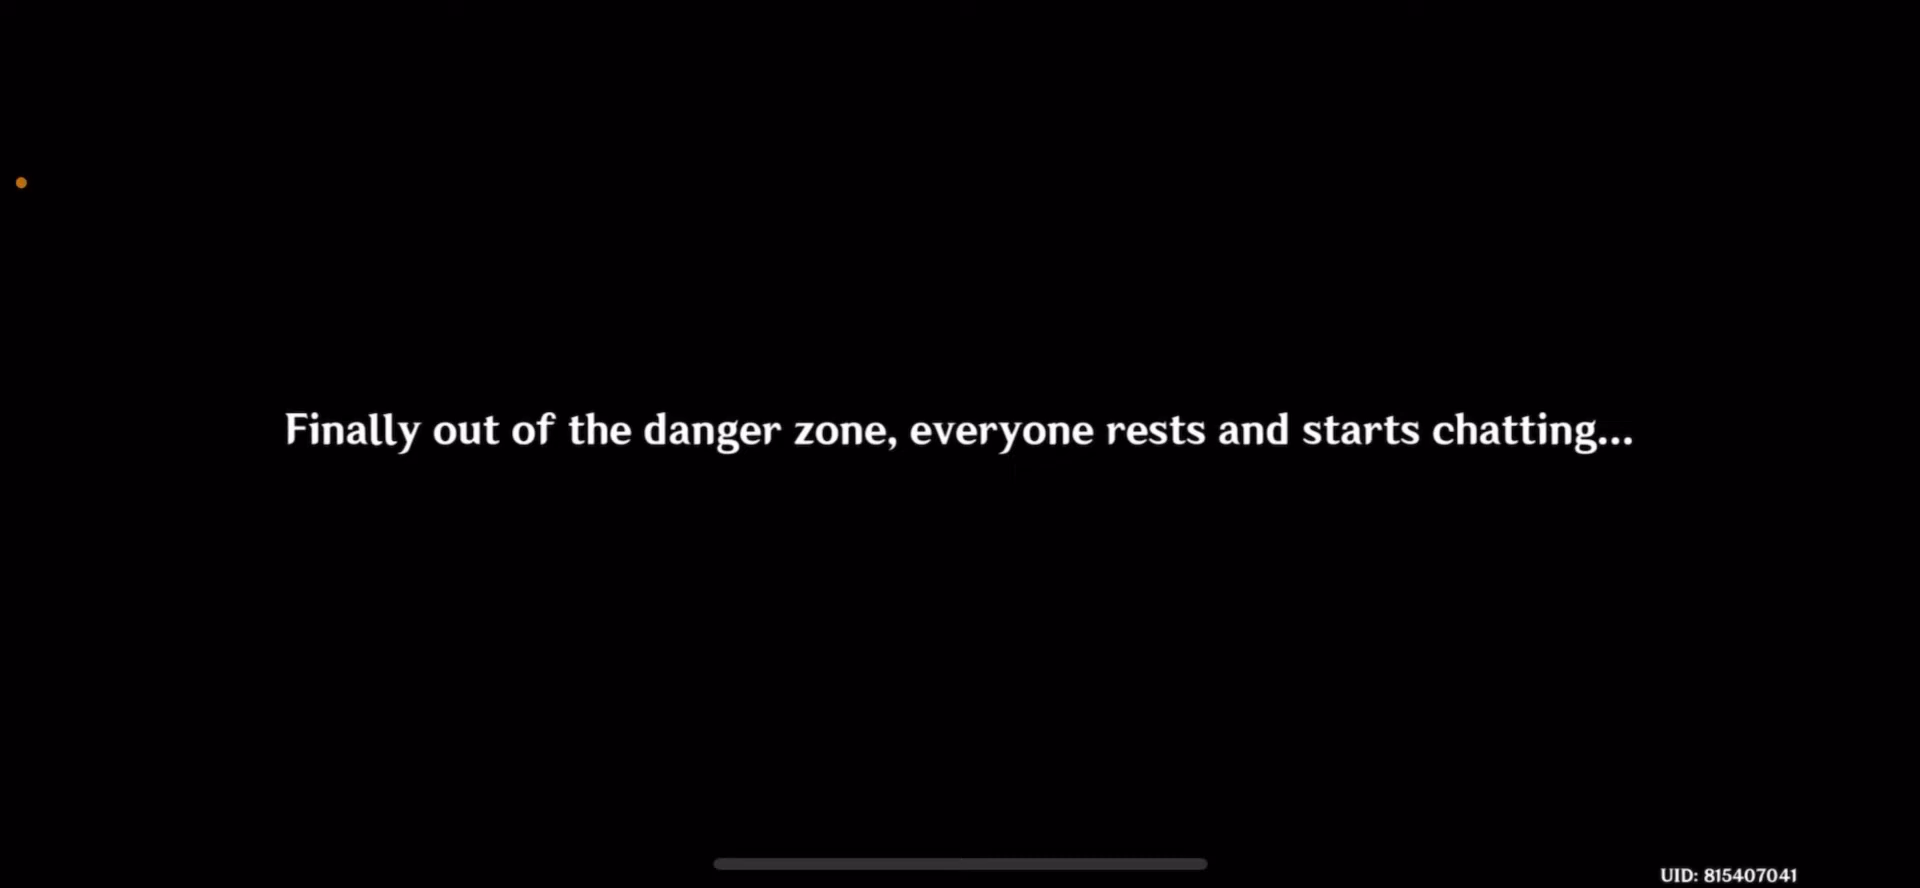 Finally out of the danger zone, everyone rests and starts chatting...
UID: 815407041